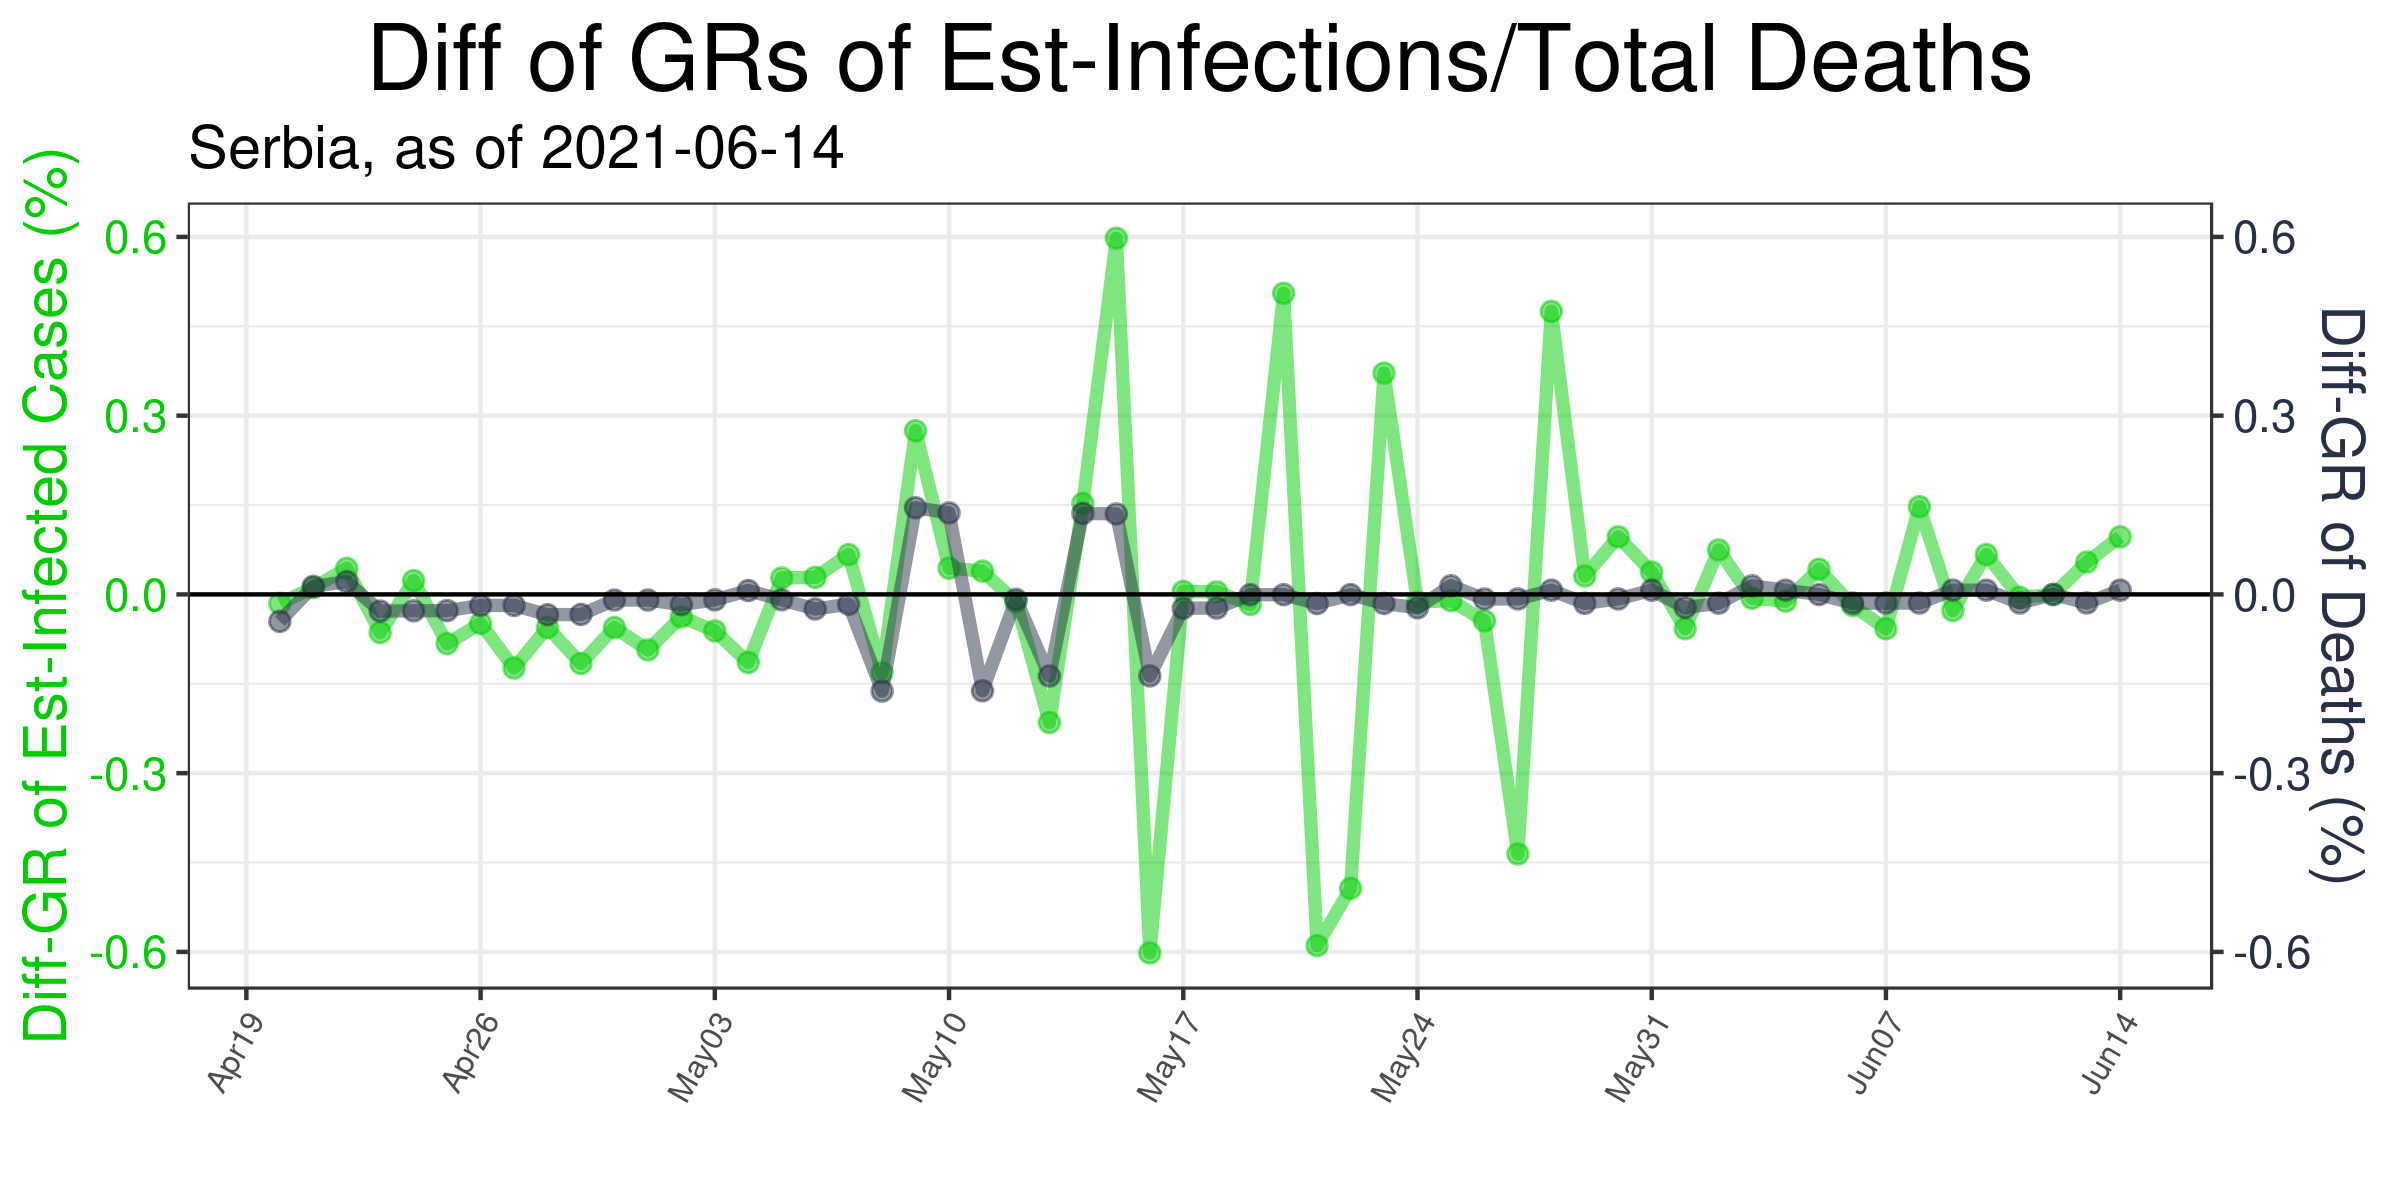 Diff of GRs of Est-Infections/Total Deaths
Serbia, as of 2021-06-14
Diff-GR of Est-Infected Cases (%)
0.6
0.3
0.0
-0.3
-0.6
0.6
0.3
0.0
-0.3
-0.6
Diff-GR of Deaths (%)
Apr19
Apr26
May03
May10
May17
May24
May31
Jun07
Jun14